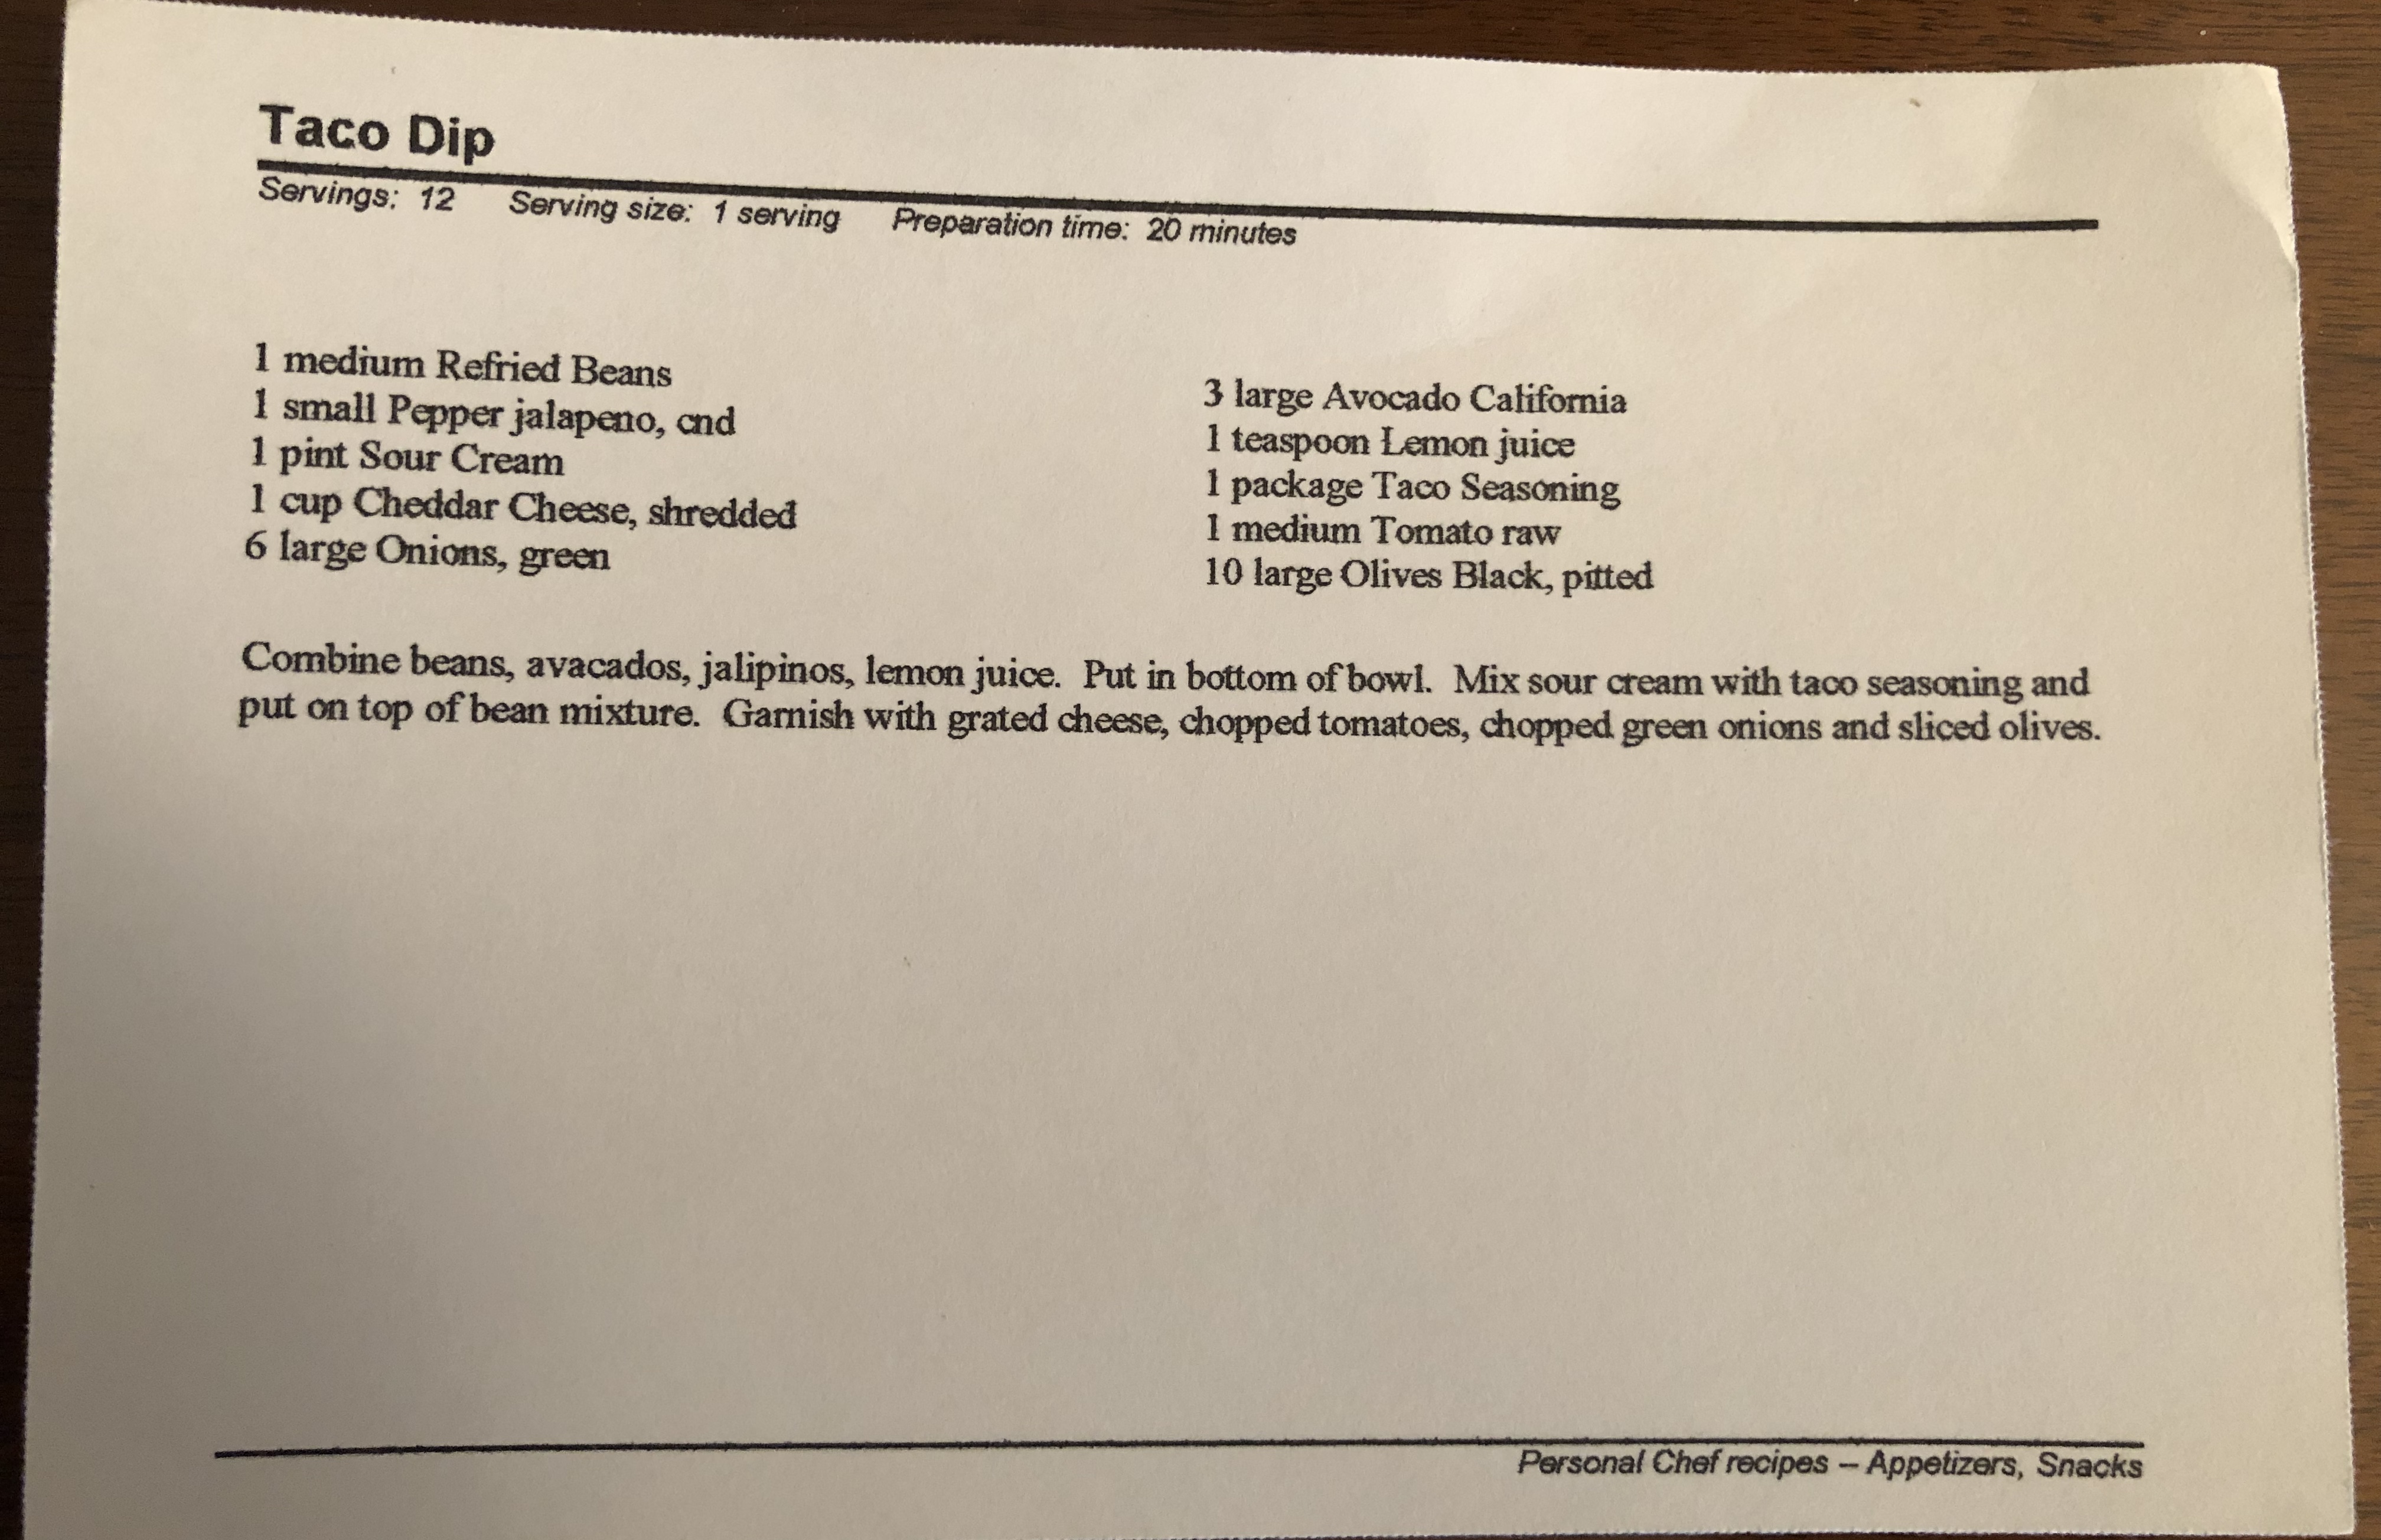 Taco Dip
Servings: 12 Serving size: 1 serving Preparation time: 20 minutes
1 medium Refried Beans
1 small Pepper jalapeno, cnd
1 pint Sour Cream
1 cup Cheddar Cheese, shredded
6 large Onions, green
3 large Avocado California
1 teaspoon Lemon juice
1 package Taco Seasoning
1 medium Tomato raw
10 large Olives Black, pitted
Combine beans, avacados, jalipinos, lemon juice. Put in bottom of bowl. Mix sour cream with taco seasoning and
put on top of bean mixture. Garnish with grated cheese, chopped tomatoes, chopped green onions and sliced olives.
Personal Chef recipes – Appetizers, Snacks